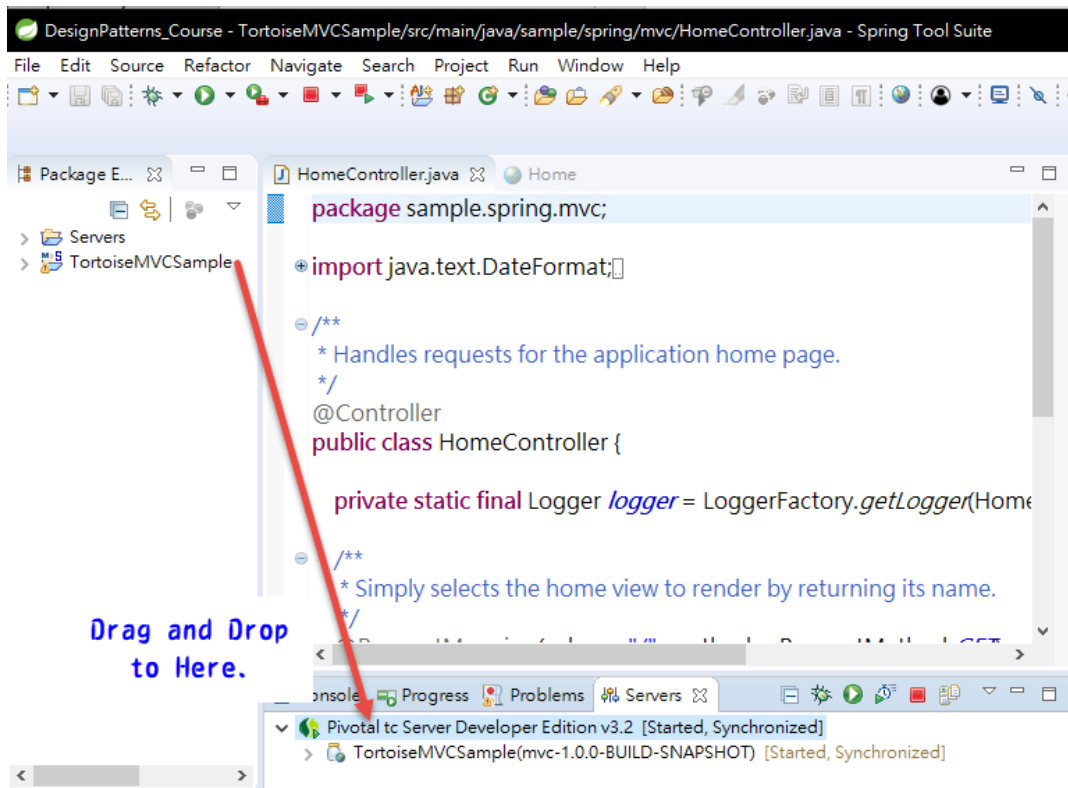 DesignPatterns_Course - TortoiseMVCSample/src/main/java/sample/spring/mvc/HomeController.java - Spring Tool Suite
File Edit Source Refactor Navigate Search Project Run Window Help
Package E...
Servers
TortoiseMVCSample
HomeController.java Home
package sample.spring.mvc;
import java.text.DateFormat;
/**
* Handles requests for the application home page.
*/
@Controller
public class HomeController {
private static final Logger logger = LoggerFactory.getLogger(Home
/**
* Simply selects the home view to render by returning its name.
*/
Drag and Drop
to Here.
Progress Problems Servers
Pivotal tc Server Developer Edition v3.2 [Started, Synchronized]
TortoiseMVCSample(mvc-1.0.0-BUILD-SNAPSHOT) [Started, Synchronized]